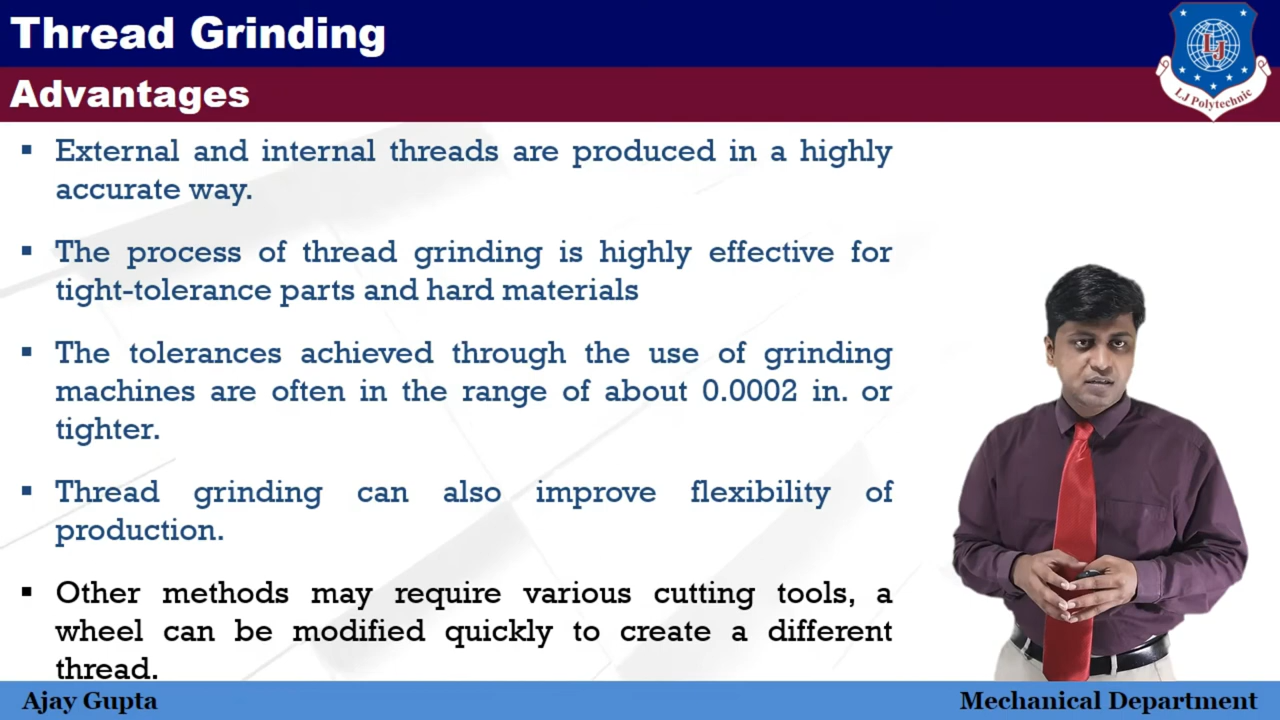 Thread Grinding
Advantages
LJ
L.J Polytechnic
▪ External and internal threads are produced in a highly
accurate way.
▪ The process of thread grinding is highly effective for
tight-tolerance parts and hard materials
▪ The tolerances achieved through the use of grinding
machines are often in the range of about 0.0002 in. or
tighter.
▪ Thread grinding can also improve flexibility of
production.
▪ Other methods may require various cutting tools, a
wheel can be modified quickly to create a different
thread.
Ajay Gupta
Mechanical Department